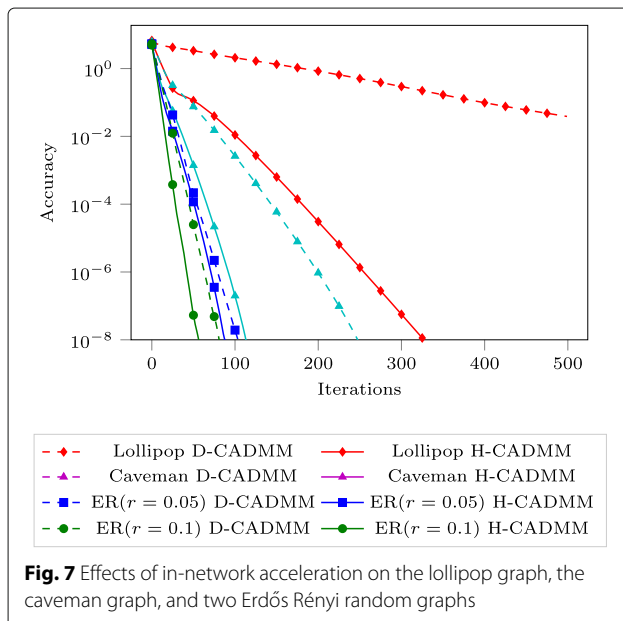 Accuracy
10^0
10^−2
10^−4
10^−6
10^−8
0 100 200 300 400 500
Iterations
Lollipop D-CADMM Lollipop H-CADMM
Caveman D-CADMM Caveman H-CADMM
ER(r = 0.05) D-CADMM ER(r = 0.05) H-CADMM
ER(r = 0.1) D-CADMM ER(r = 0.1) H-CADMM
Fig. 7 Effects of in-network acceleration on the lollipop graph, the
caveman graph, and two Erdős Rényi random graphs